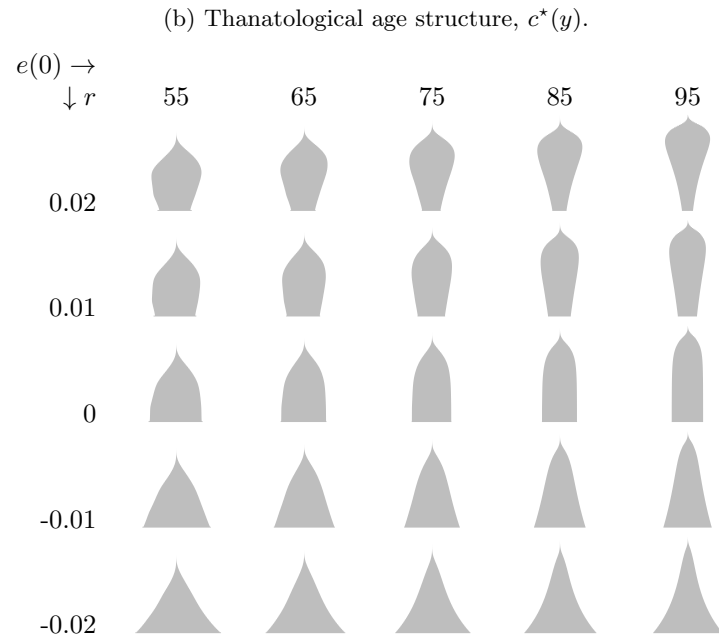 (b) Thanatological age structure, c⋆(y).
e(0) →
↓ r 55 65 75 85 95
0.02
0.01
0
-0.01
-0.02